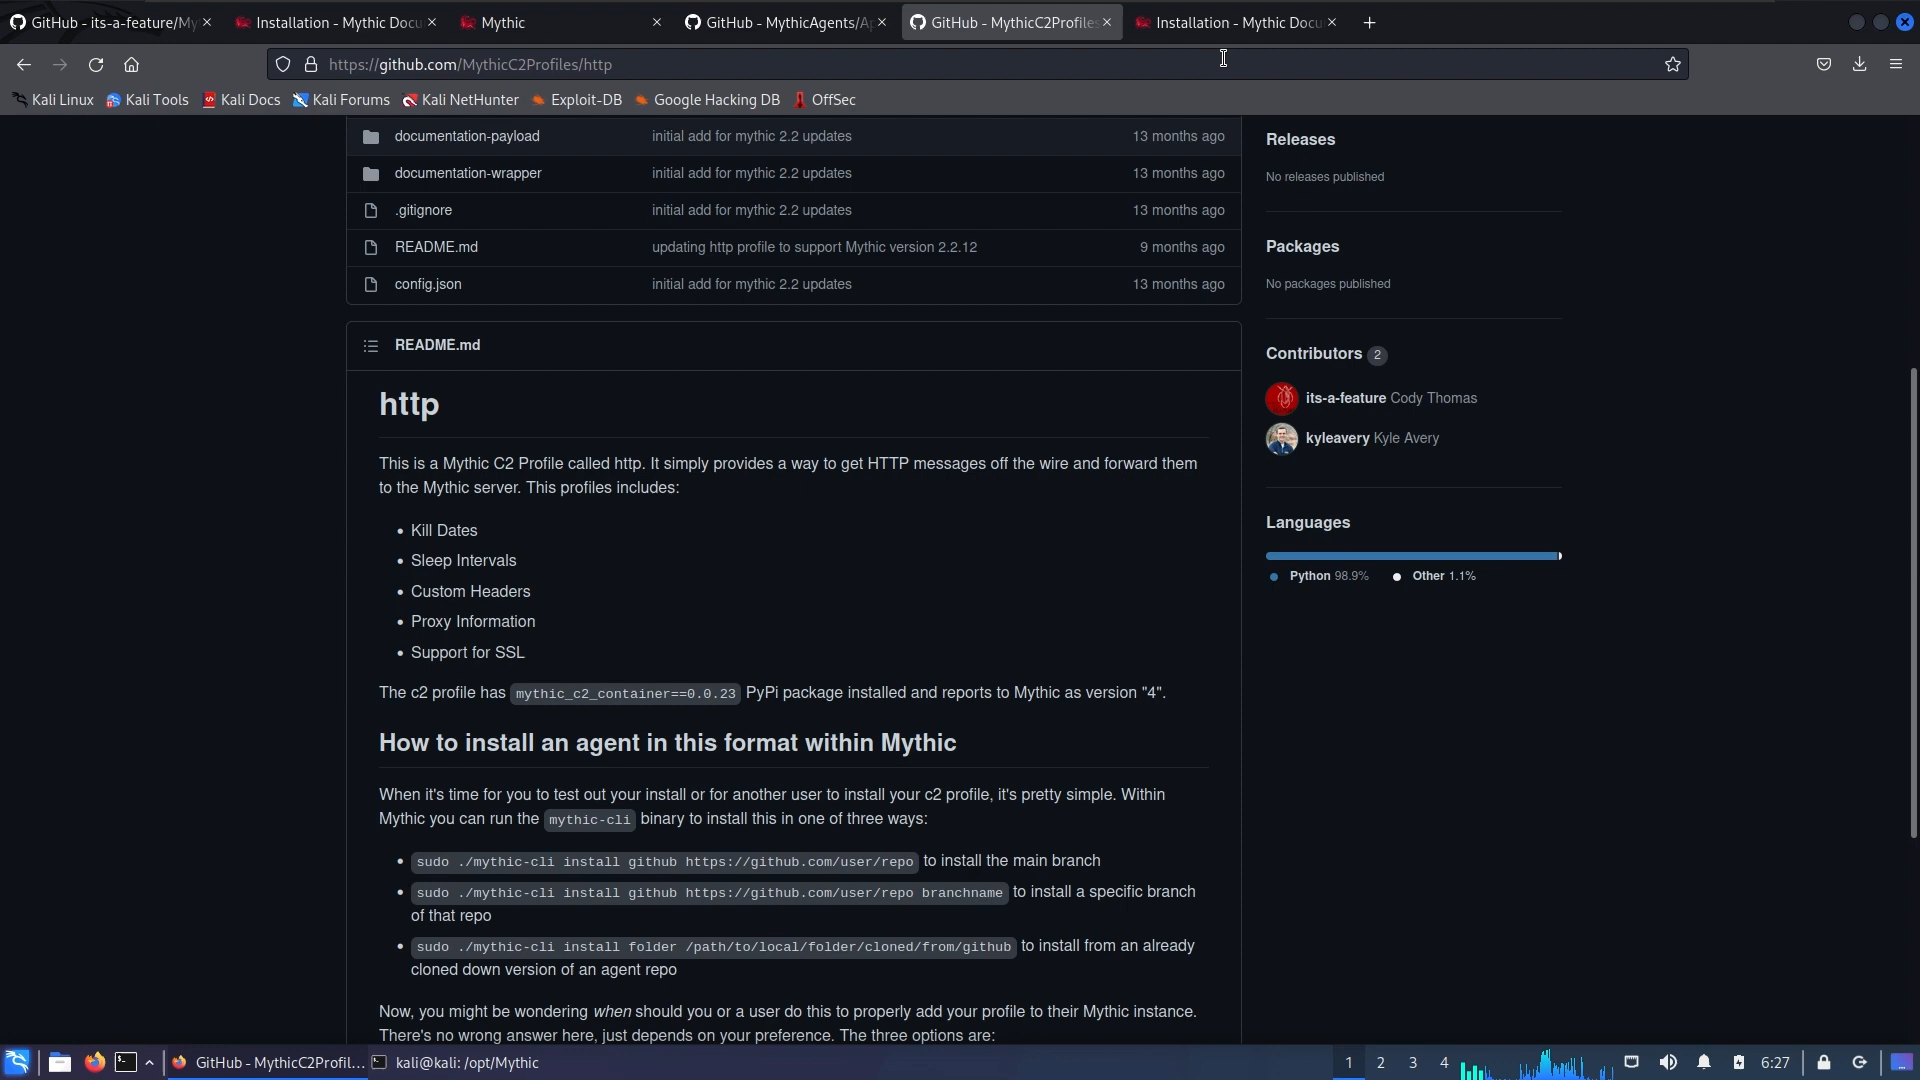 GitHub - its-a-feature/My
Installation - Mythic Docu
Mythic
GitHub - MythicAgents/Ap
GitHub - MythicC2Profiles
Installation - Mythic Docu
https://github.com/MythicC2Profiles/http
Kali Linux
Kali Tools
Kali Docs
Kali Forums
Kali NetHunter
Exploit-DB
Google Hacking DB
OffSec
documentation-payload initial add for mythic 2.2 updates 13 months ago
documentation-wrapper initial add for mythic 2.2 updates 13 months ago
.gitignore initial add for mythic 2.2 updates 13 months ago
README.md updating http profile to support Mythic version 2.2.12 9 months ago
config.json initial add for mythic 2.2 updates 13 months ago
README.md
http
This is a Mythic C2 Profile called http. It simply provides a way to get HTTP messages off the wire and forward them
to the Mythic server. This profiles includes:
• Kill Dates
• Sleep Intervals
• Custom Headers
• Proxy Information
• Support for SSL
The c2 profile has mythic_c2_container==0.0.23 PyPi package installed and reports to Mythic as version "4".
How to install an agent in this format within Mythic
When it's time for you to test out your install or for another user to install your c2 profile, it's pretty simple. Within
Mythic you can run the mythic-cli binary to install this in one of three ways:
• sudo ./mythic-cli install github https://github.com/user/repo to install the main branch
• sudo ./mythic-cli install github https://github.com/user/repo branchname to install a specific branch
of that repo
• sudo ./mythic-cli install folder /path/to/local/folder/cloned/from/github to install from an already
cloned down version of an agent repo
Now, you might be wondering when should you or a user do this to properly add your profile to their Mythic instance.
There's no wrong answer here, just depends on your preference. The three options are:
Releases
No releases published
Packages
No packages published
Contributors 2
its-a-feature Cody Thomas
kyleavery Kyle Avery
Languages
Python 98.9%
Other 1.1%
GitHub - MythicC2Profil...
kali@kali: /opt/Mythic
1 2 3 4
6:27